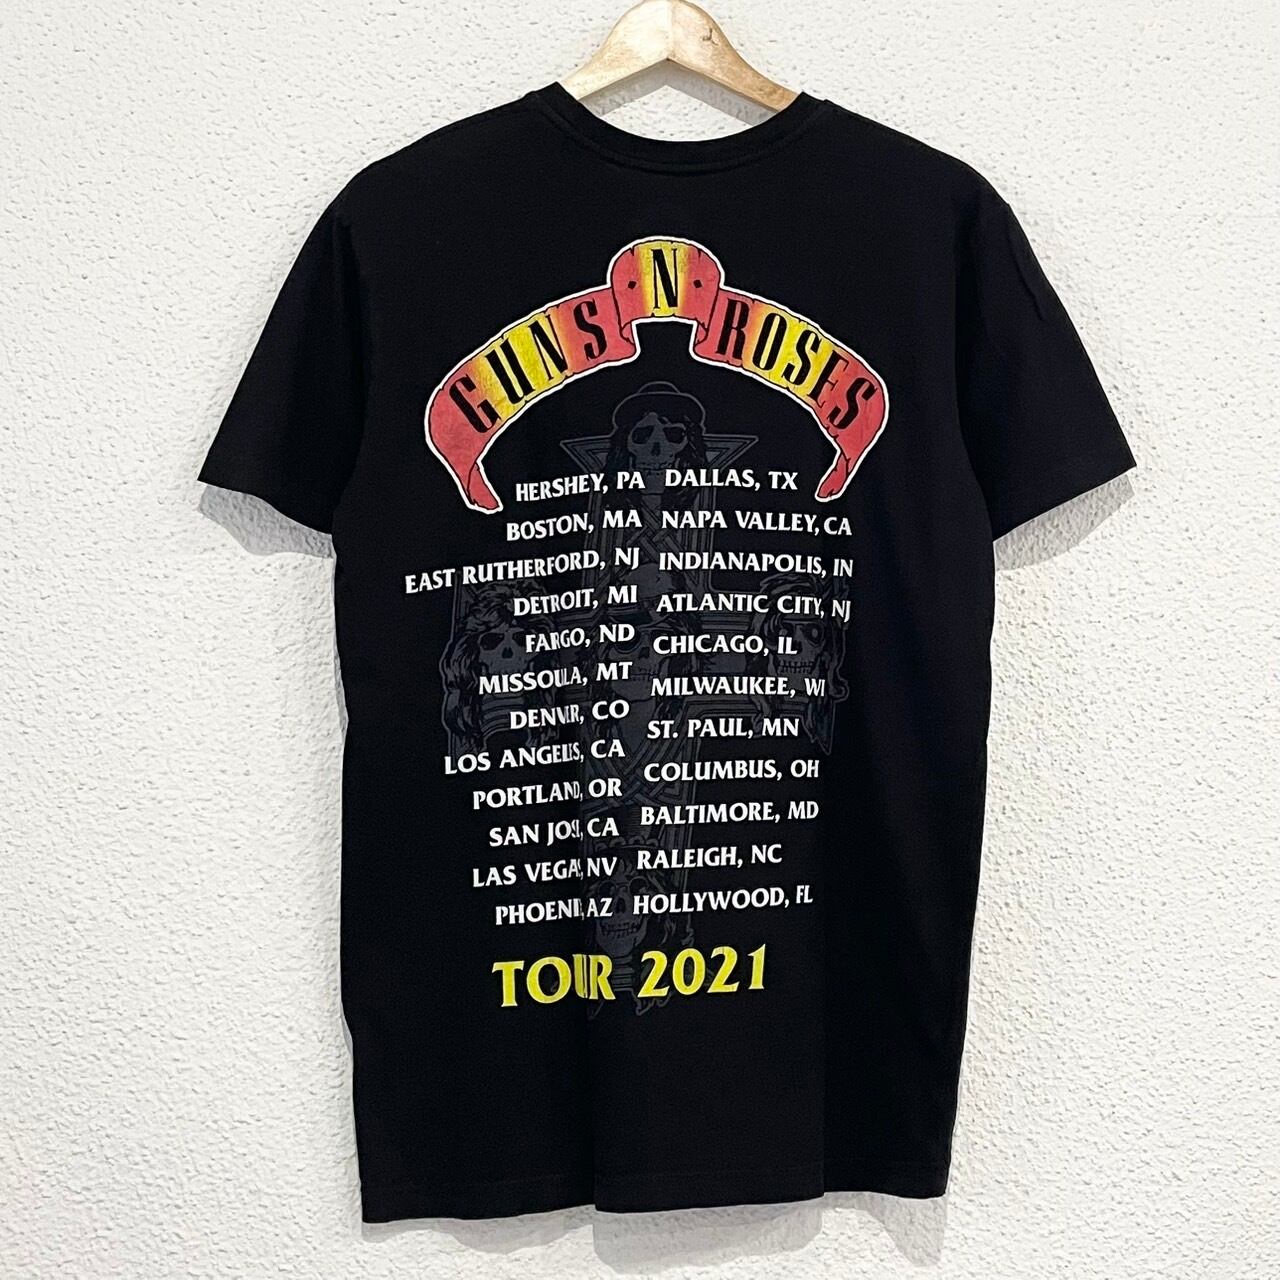 GUNS ·N· ROSES
HERSHEY, PA
BOSTON, MA
EAST RUTHERFORD, NJ
DETROIT, MI
FARGO, ND
MISSOULA, MT
DENVER, CO
LOS ANGELES, CA
PORTLAND, OR
SAN JOSE, CA
LAS VEGAS, NV
PHOENIX, AZ
DALLAS, TX
NAPA VALLEY, CA
INDIANAPOLIS, IN
ATLANTIC CITY, NJ
CHICAGO, IL
MILWAUKEE, WI
ST. PAUL, MN
COLUMBUS, OH
BALTIMORE, MD
RALEIGH, NC
HOLLYWOOD, FL
TOUR 2021